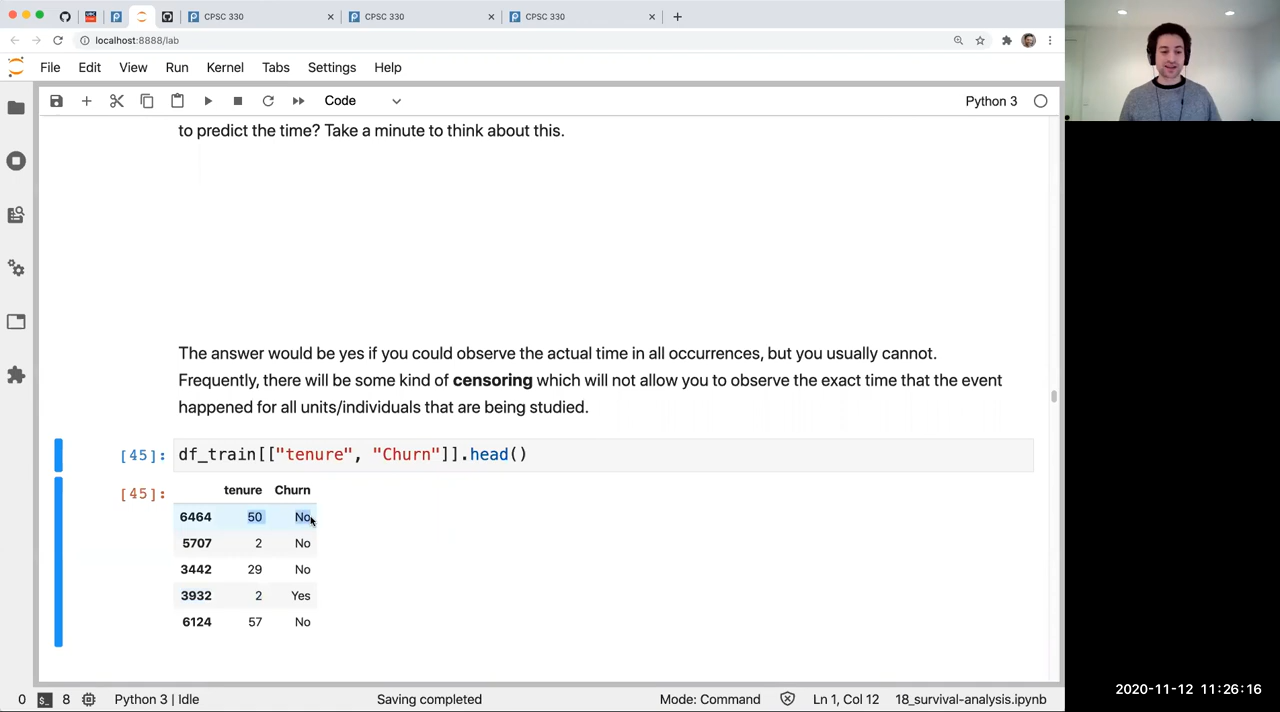 CPSC 330
CPSC 330
CPSC 330
localhost:8888/lab
File Edit View Run Kernel Tabs Settings Help
Code
Python 3
to predict the time? Take a minute to think about this.
The answer would be yes if you could observe the actual time in all occurrences, but you usually cannot.
Frequently, there will be some kind of censoring which will not allow you to observe the exact time that the event
happened for all units/individuals that are being studied.
[45]: df_train[["tenure", "Churn"]].head()
[45]: tenure Churn
6464 50 No
5707 2 No
3442 29 No
3932 2 Yes
6124 57 No
0 8 Python 3 | Idle Saving completed Mode: Command Ln 1, Col 12 18_survival-analysis.ipynb
2020-11-12 11:26:16